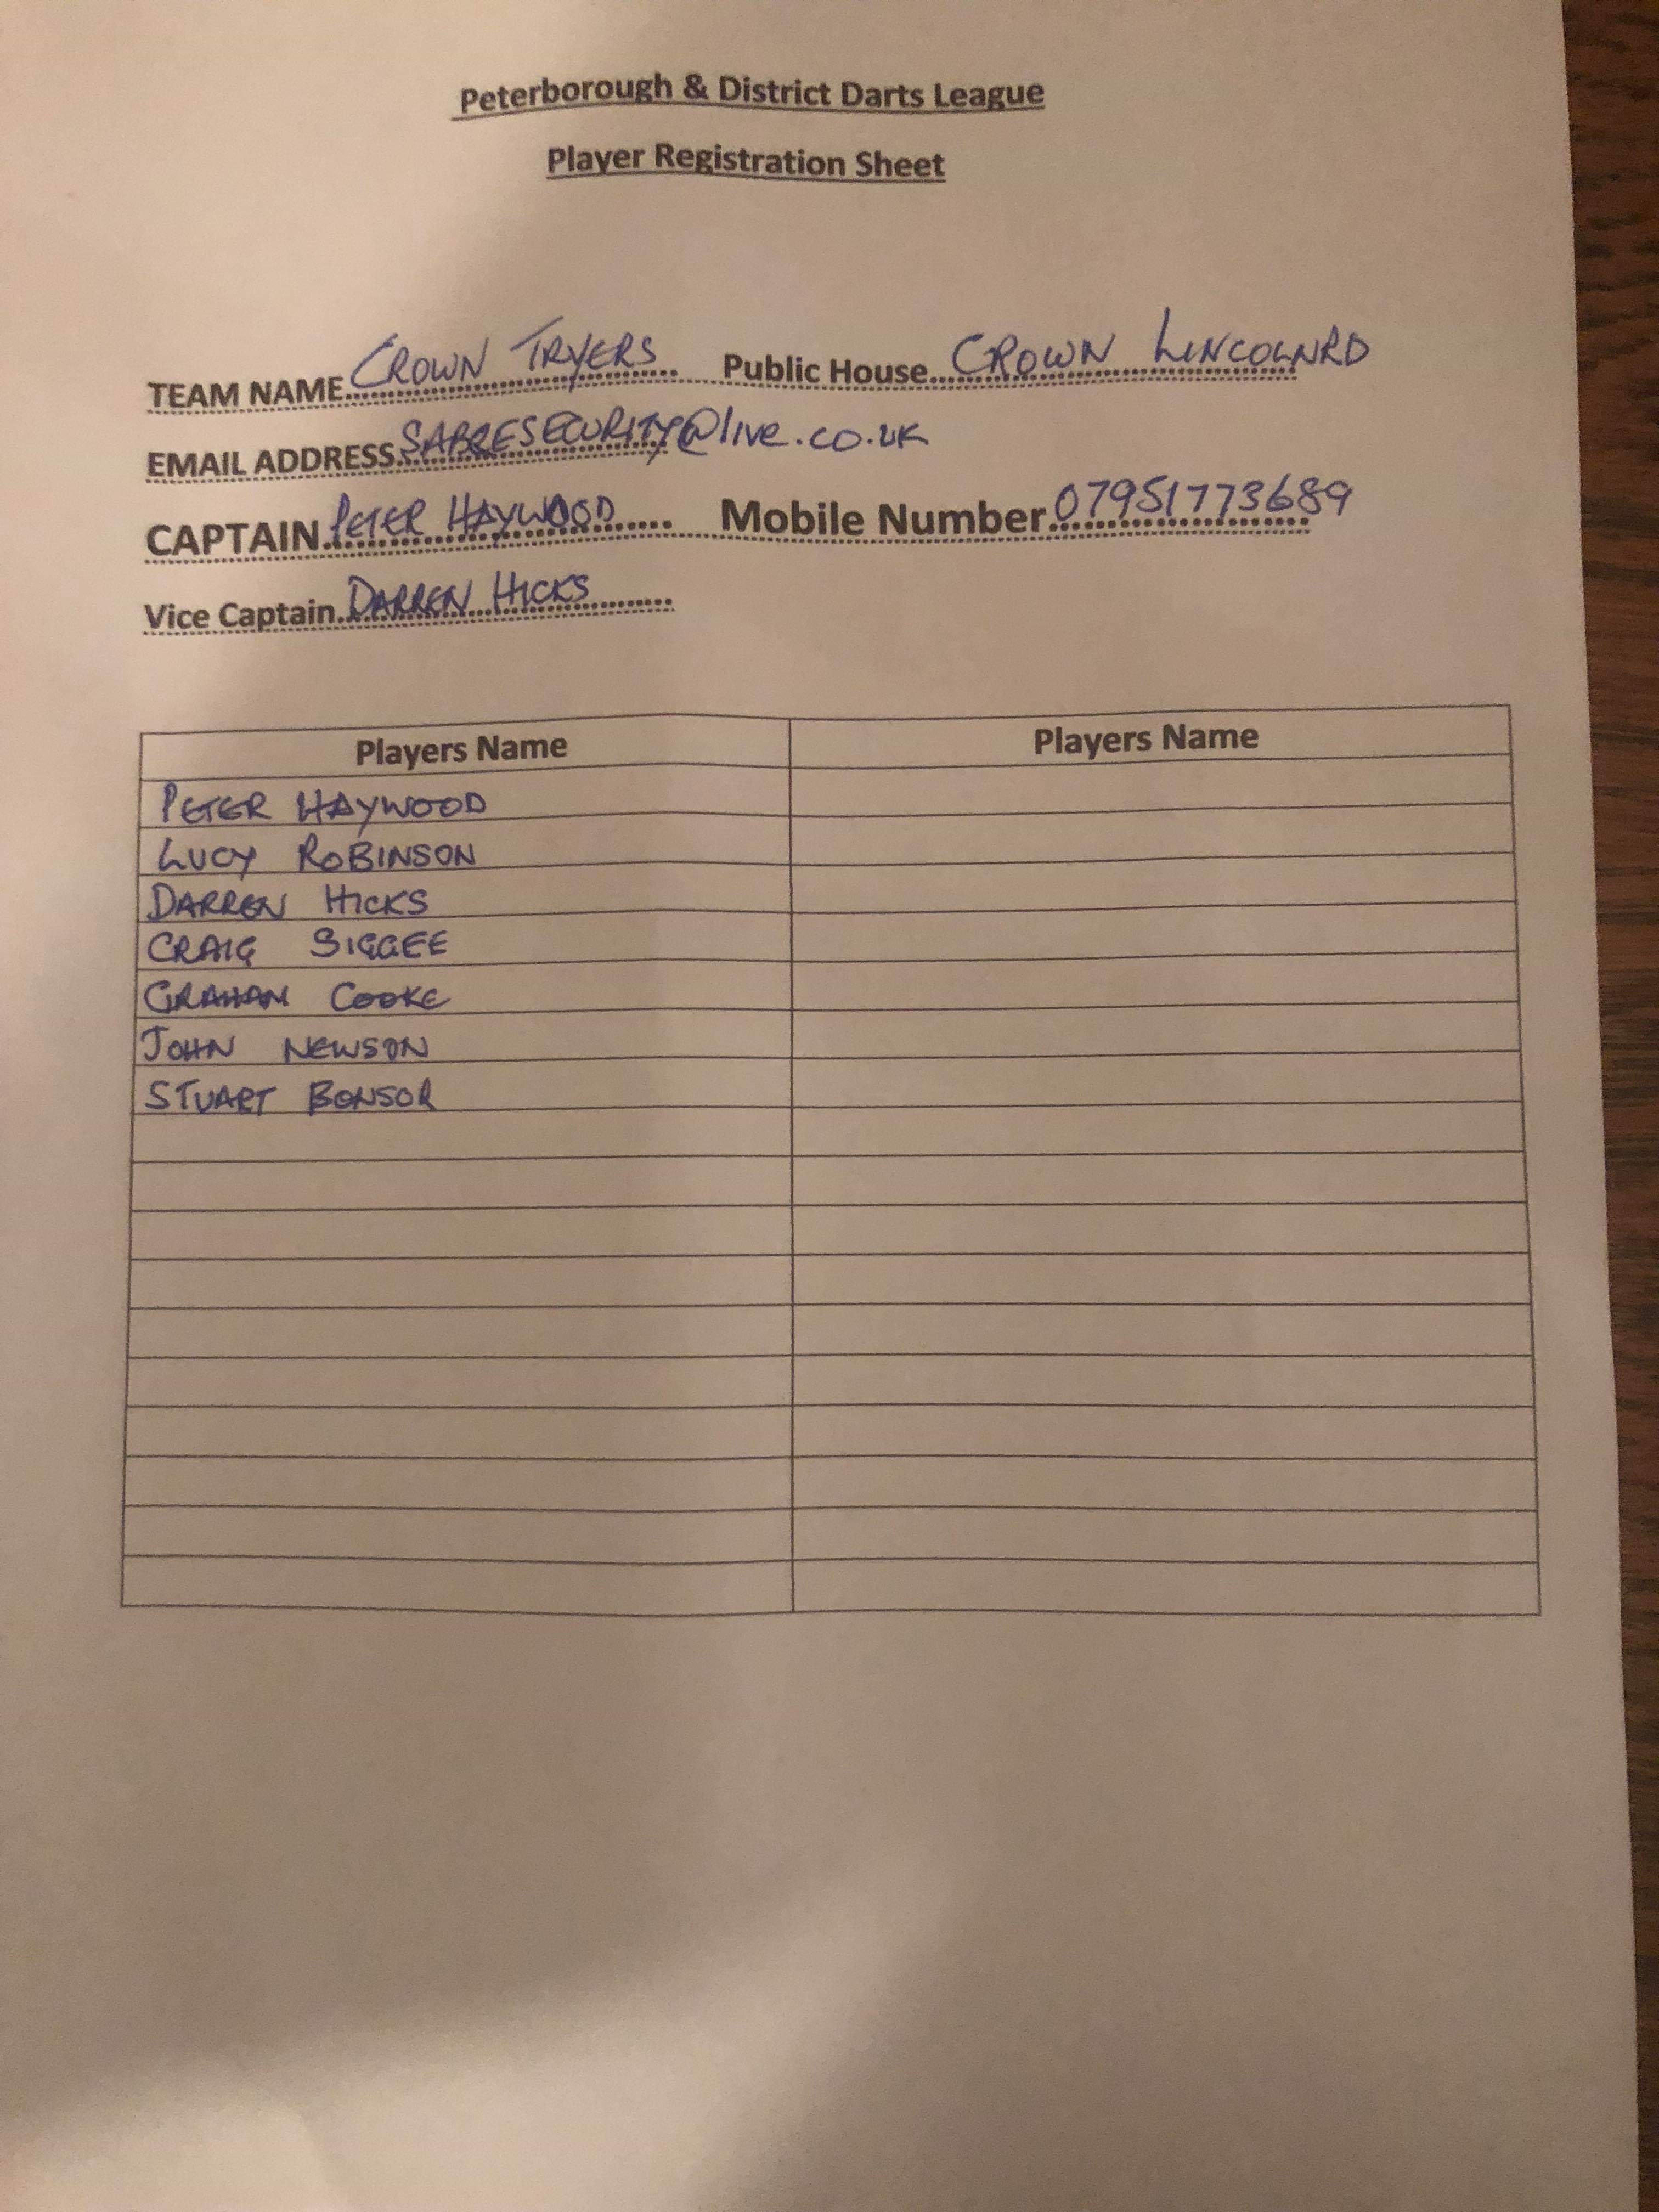 Peterborough & District Darts League
Player Registration Sheet
TEAM NAME CROWN TRYERS Public House CROWN LINCOLN RD
EMAIL ADDRESS SABRESECURITY@live.co.uk
CAPTAIN PETER HAYWOOD Mobile Number 07951773689
Vice Captain DARREN HICKS
Players Name Players Name
PETER HAYWOOD
LUCY ROBINSON
DARREN HICKS
CRAIG SIGGEE
GRAHAM COOKE
JOHN NEWSON
STUART BONSOR